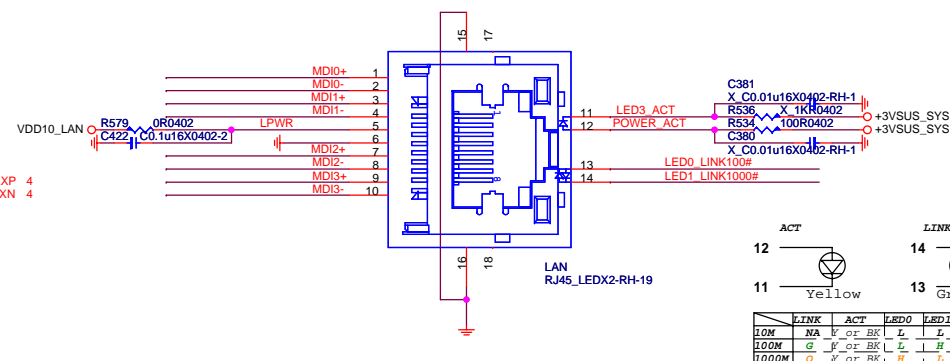 15
17
MDI0+
1
MDI0-
2
MDI1+
3
MDI1-
4
LPWR
5
6
MDI2+
7
MDI2-
8
MDI3+
9
MDI3-
10
VDD10_LAN
R579
0R0402
C422
C0.1u16X0402-2
XP 4
XN 4
C381
X_C0.01u16X0402-RH-1
11
LED3_ACT
R536
X_1KR0402
+3VSUS_SYS
12
POWER_ACT
R534
100R0402
+3VSUS_SYS
C380
X_C0.01u16X0402-RH-1
13
LED0_LINK100#
14
LED1_LINK1000#
8
16
18
LAN
RJ45_LEDX2-RH-19
ACT
LINK
12
14
11
Yellow
13
Gr
LINK ACT LED0 LED1
10M NA Y or BK L L
100M G Y or BK L H
1000M O Y or BK H L